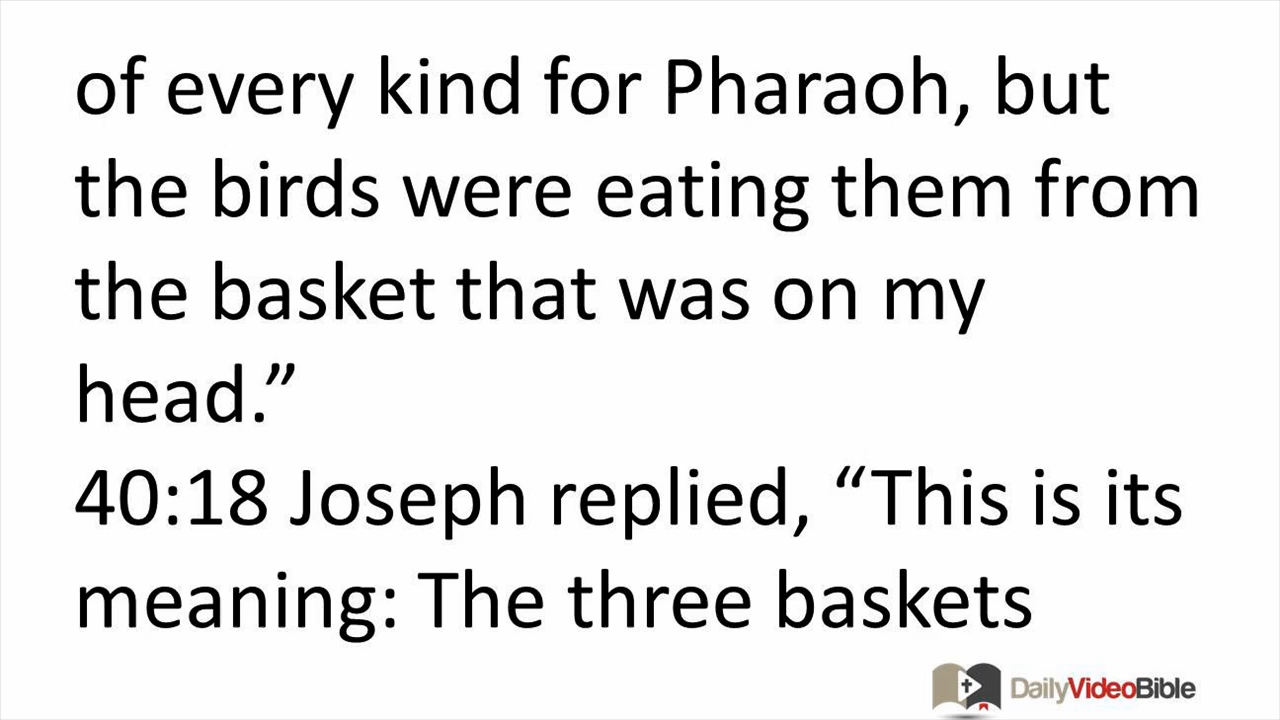 of every kind for Pharaoh, but
the birds were eating them from
the basket that was on my
head.”
40:18 Joseph replied, “This is its
meaning: The three baskets
DailyVideoBible